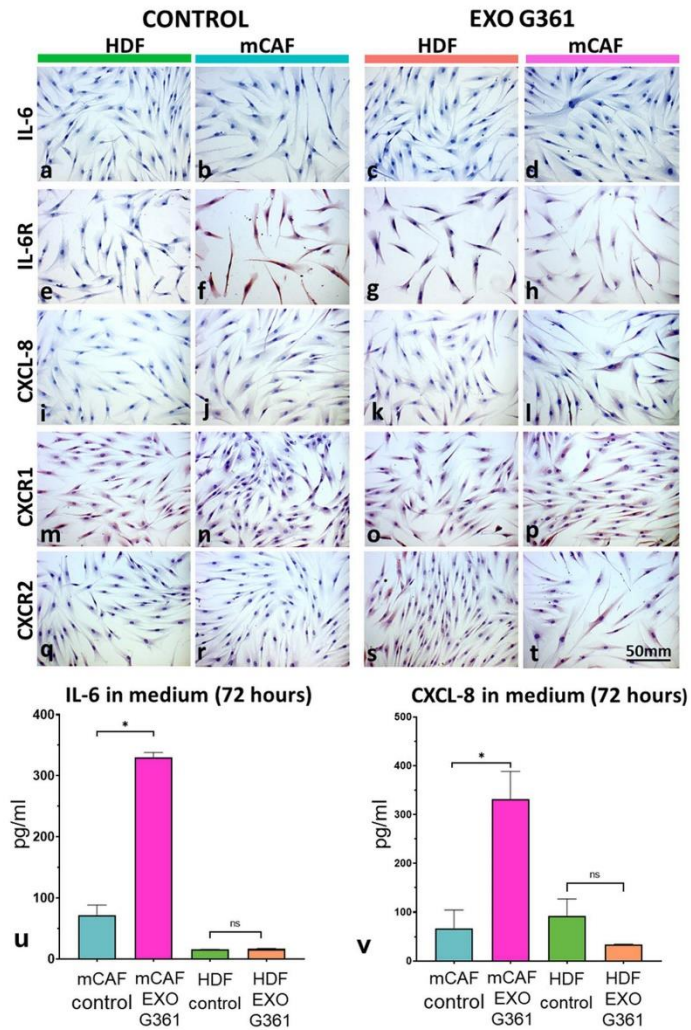 CONTROL EXO G361
HDF mCAF HDF mCAF
IL-6
a b c d
IL-6R
e f g h
CXCL-8
i j k l
CXCR1
m n o p
CXCR2
q r s t
50mm
IL-6 in medium (72 hours)
400
300
200
100
0
pg/ml
*
ns
u
mCAF mCAF HDF HDF
control EXO control EXO
G361 G361
CXCL-8 in medium (72 hours)
500
400
300
200
100
0
pg/ml
*
ns
v
mCAF mCAF HDF HDF
control EXO control EXO
G361 G361